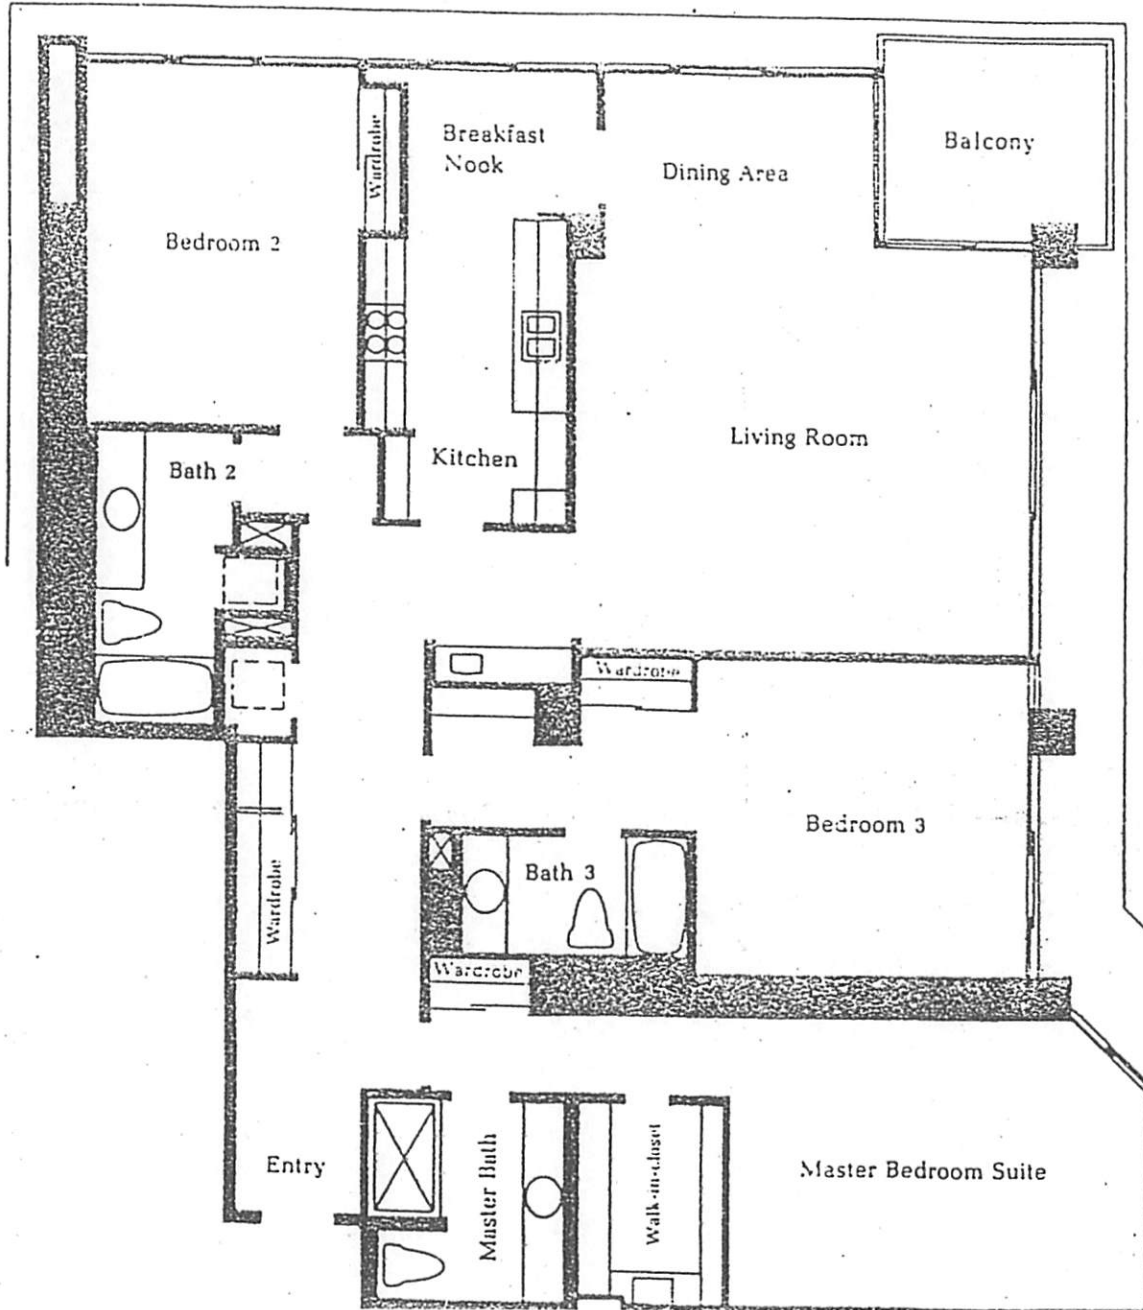 Breakfast
Nook
Balcony
Wardrobe
Dining Area
Bedroom 2
Living Room
Kitchen
Bath 2
Wardrobe
Bedroom 3
Bath 3
Wardrobe
Wardrobe
Entry
Master Bath
Walk-in-closet
Master Bedroom Suite